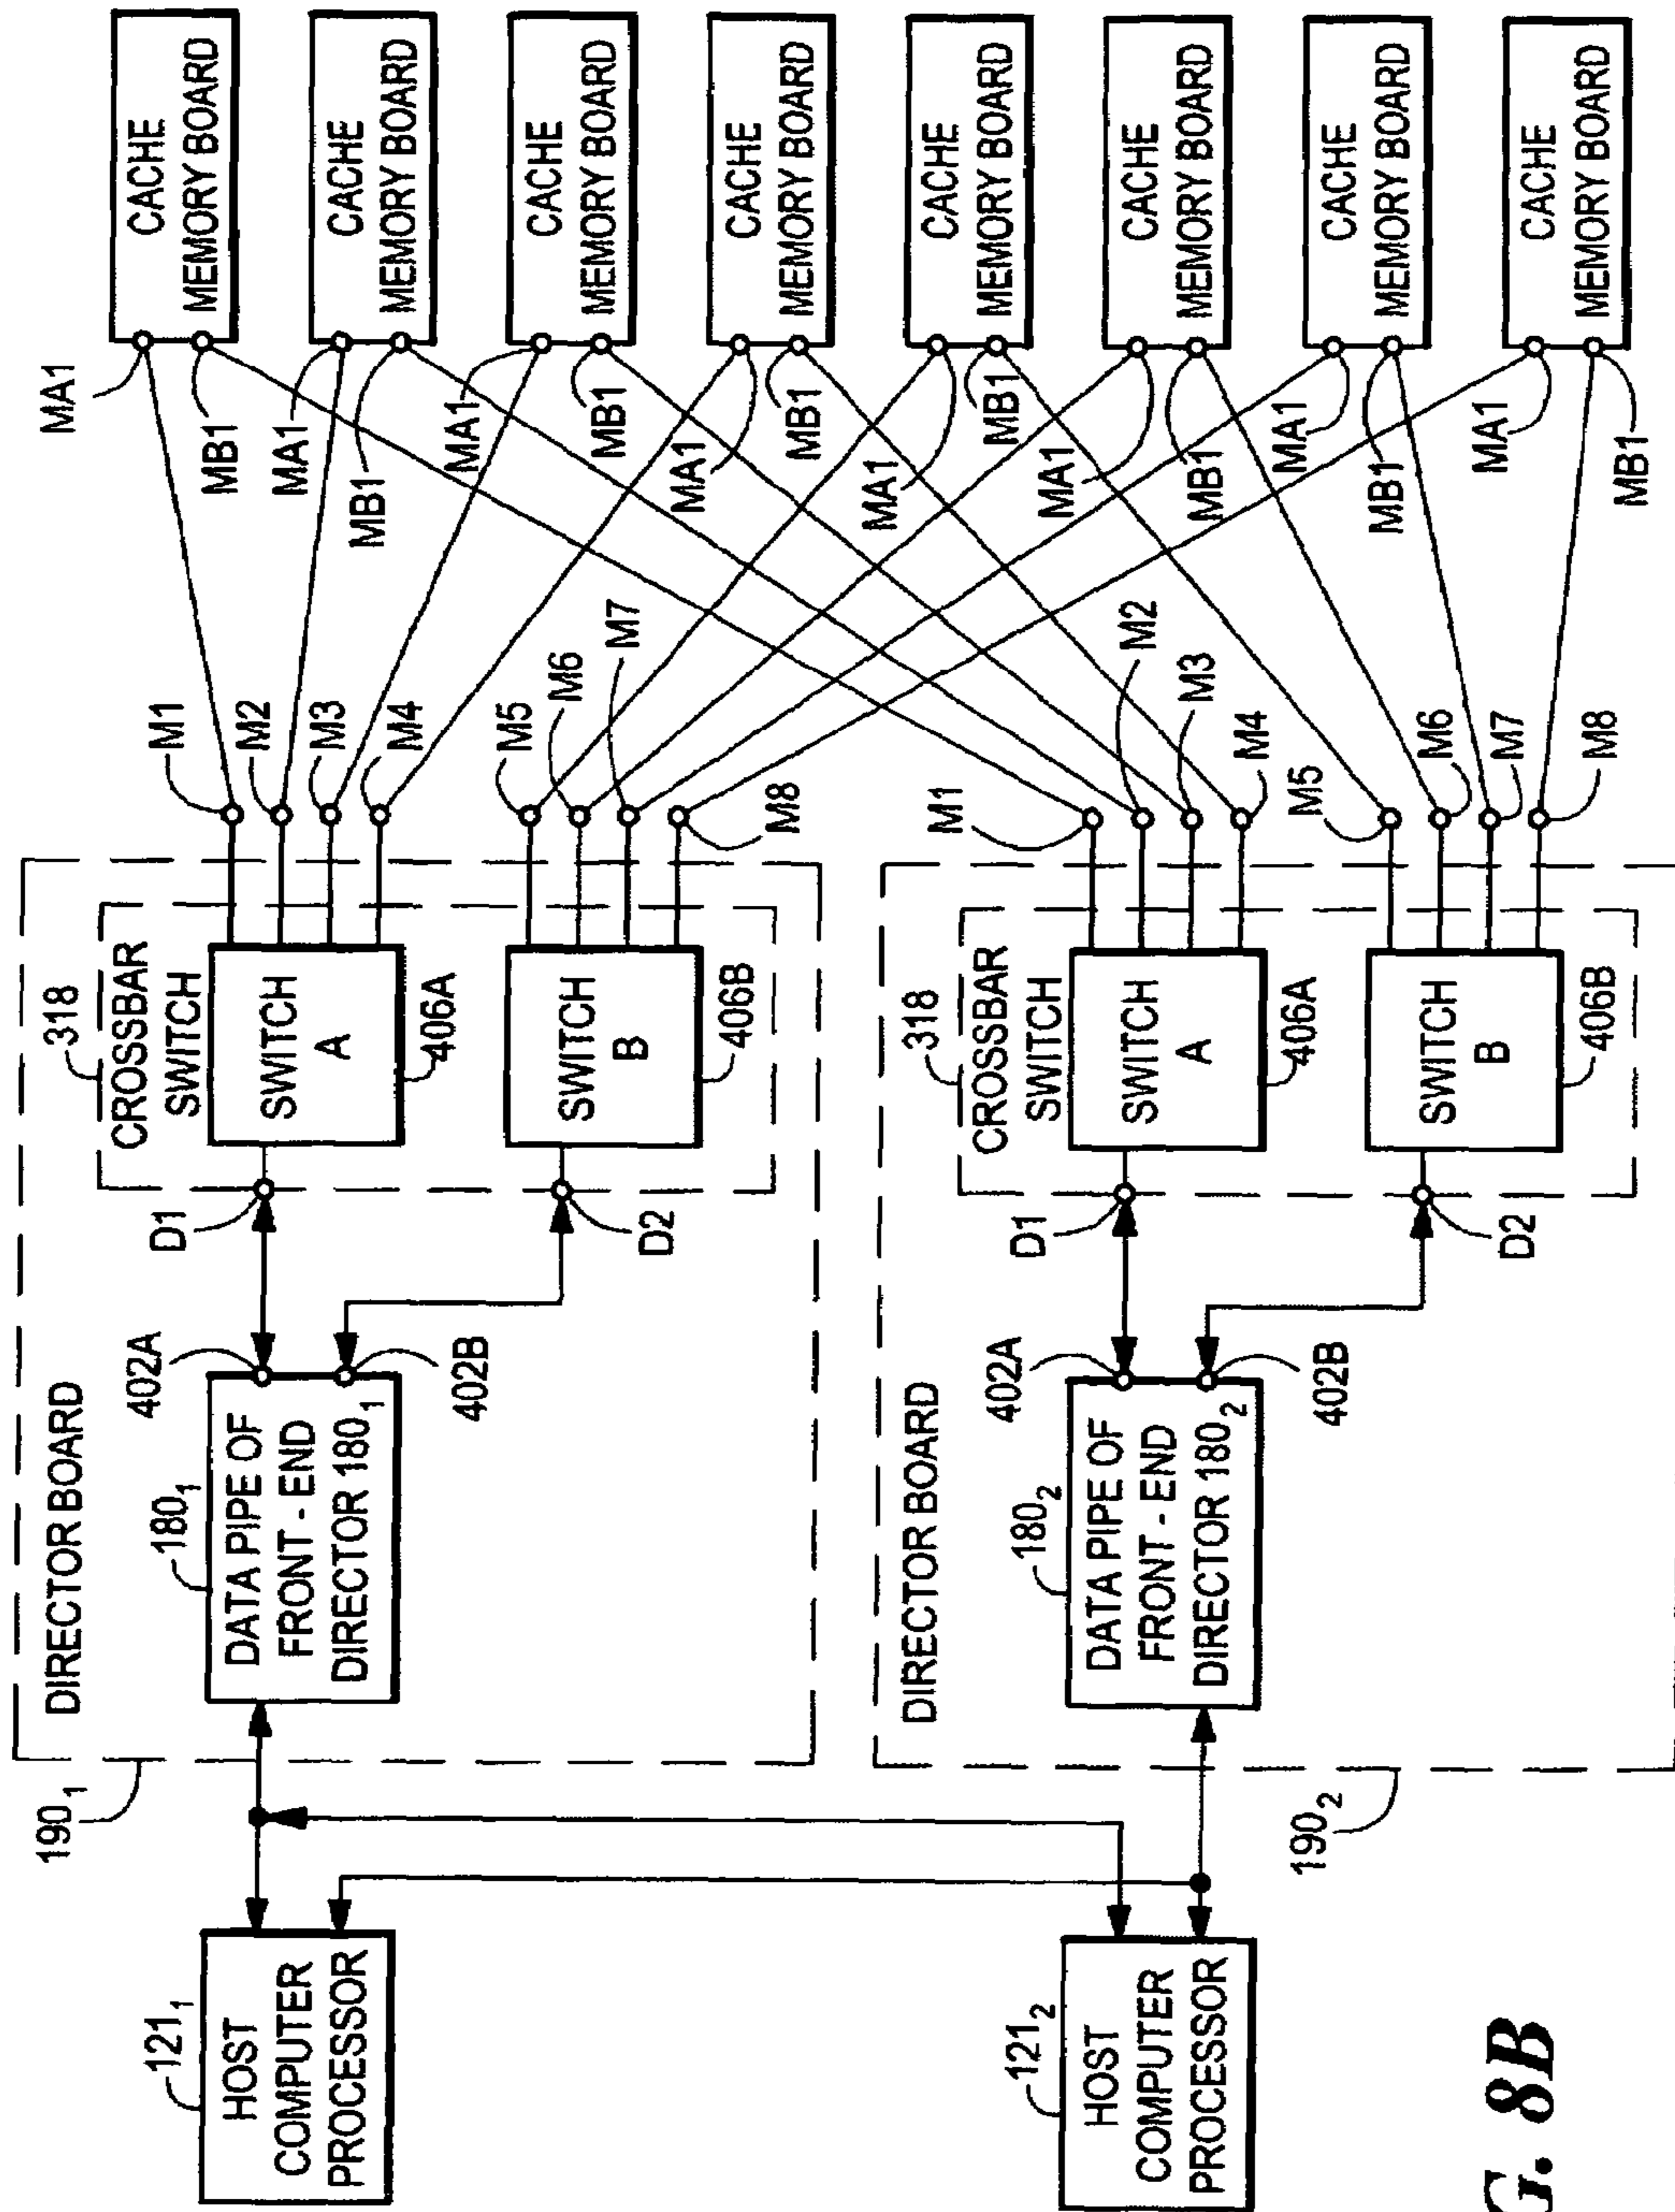 121₁
HOST
COMPUTER
PROCESSOR
121₂
HOST
COMPUTER
PROCESSOR
190₁
DIRECTOR BOARD
180₁
DATA PIPE OF
FRONT - END
DIRECTOR 180₁
402A
402B
D1
D2
318
CROSSBAR
SWITCH
SWITCH
A
406A
SWITCH
B
406B
M1
M2
M3
M4
M5
M6
M7
M8
190₂
DIRECTOR BOARD
180₂
DATA PIPE OF
FRONT - END
DIRECTOR 180₂
402A
402B
D1
D2
318
CROSSBAR
SWITCH
SWITCH
A
406A
SWITCH
B
406B
M1
M2
M3
M4
M5
M6
M7
M8
MA1
MB1
CACHE
MEMORY BOARD
MA1
MB1
CACHE
MEMORY BOARD
MA1
MB1
CACHE
MEMORY BOARD
MA1
MB1
CACHE
MEMORY BOARD
MA1
MB1
CACHE
MEMORY BOARD
MA1
MB1
CACHE
MEMORY BOARD
MA1
MB1
CACHE
MEMORY BOARD
MA1
MB1
CACHE
MEMORY BOARD
G. 8B